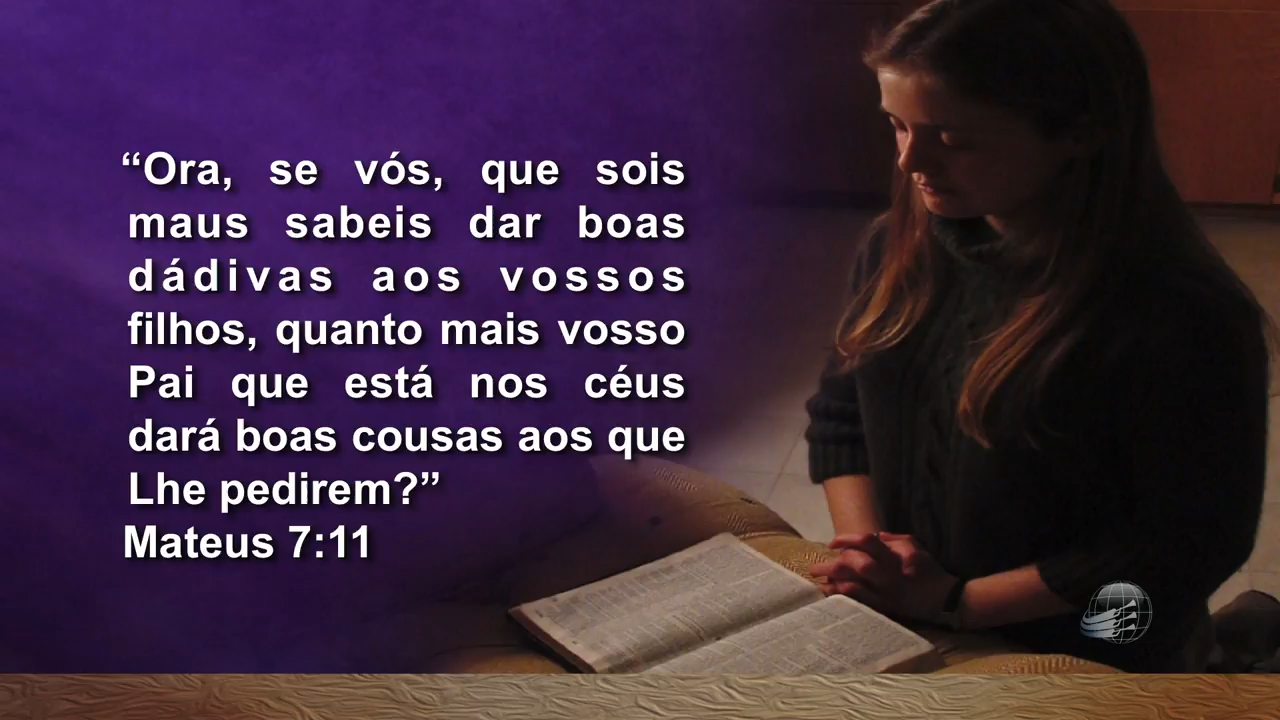 “Ora, se vós, que sois
maus sabeis dar boas
dádivas aos vossos
filhos, quanto mais vosso
Pai que está nos céus
dará boas cousas aos que
Lhe pedirem?”
Mateus 7:11